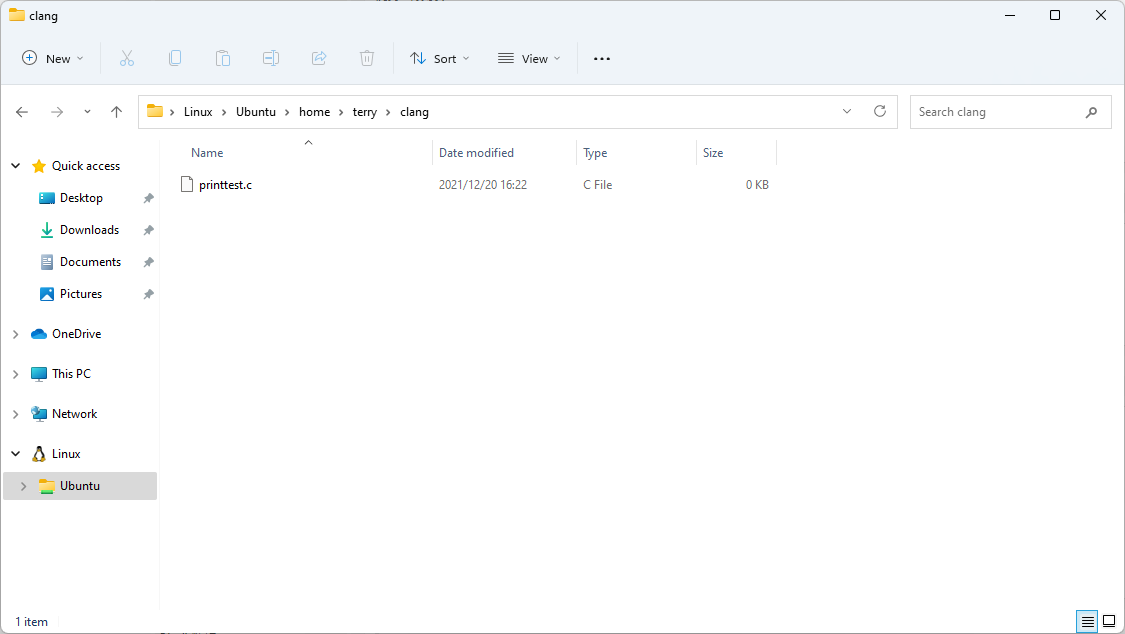 clang
New
Sort
View
Linux > Ubuntu > home > terry > clang
Search clang
Name
Date modified
Type
Size
printtest.c
2021/12/20 16:22
C File
0 KB
Quick access
Desktop
Downloads
Documents
Pictures
OneDrive
This PC
Network
Linux
Ubuntu
1 item